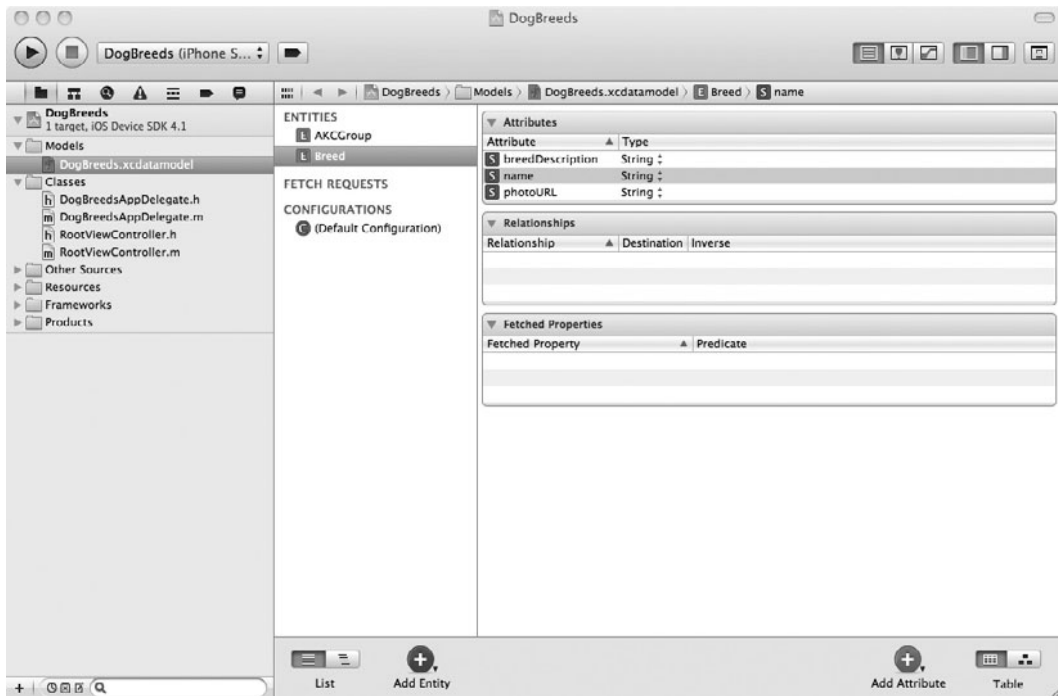 DogBreeds
DogBreeds (iPhone S...
DogBreeds
1 target, iOS Device SDK 4.1
Models
DogBreeds.xcdatamodel
Classes
h DogBreedsAppDelegate.h
m DogBreedsAppDelegate.m
h RootViewController.h
m RootViewController.m
Other Sources
Resources
Frameworks
Products
DogBreeds Models DogBreeds.xcdatamodel E Breed S name
ENTITIES
E AKCGroup
E Breed
FETCH REQUESTS
CONFIGURATIONS
C (Default Configuration)
Attributes
Attribute Type
S breedDescription String
S name String
S photoURL String
Relationships
Relationship Destination Inverse
Fetched Properties
Fetched Property Predicate
List Add Entity Add Attribute Table